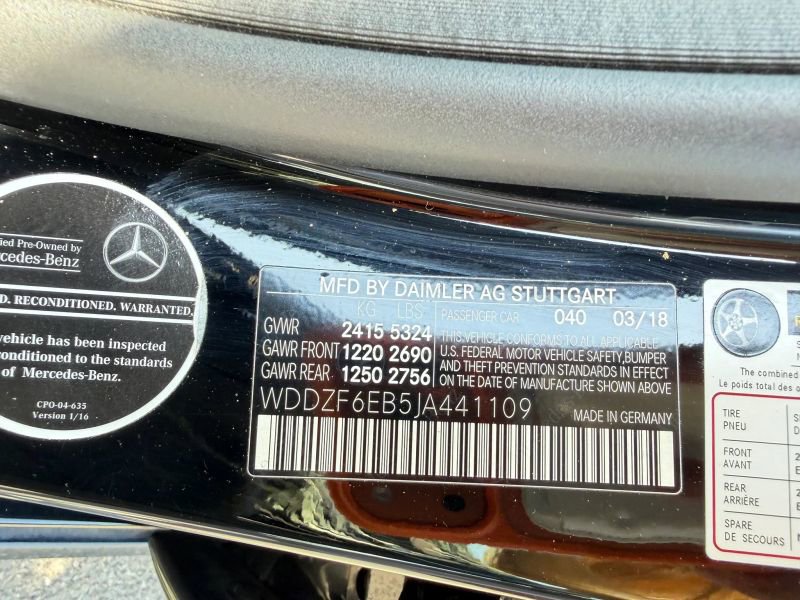 fied Pre-Owned by
rcedes-Benz
D. RECONDITIONED. WARRANTED.
vehicle has been inspected
conditioned to the standards
of Mercedes-Benz.
CPO-04-635
Version 1/16
MFD BY DAIMLER AG STUTTGART
KG LBS PASSENGER CAR 040 03/18
GVWR 2415 5324
GAWR FRONT 1220 2690
GAWR REAR 1250 2756
THIS VEHICLE CONFORMS TO ALL APPLICABLE
U.S. FEDERAL MOTOR VEHICLE SAFETY, BUMPER
AND THEFT PREVENTION STANDARDS IN EFFECT
ON THE DATE OF MANUFACTURE SHOWN ABOVE
WDDZF6EB5JA441109 MADE IN GERMANY
The combined
Le poids total des
TIRE
PNEU
FRONT
AVANT
REAR
ARRIÈRE
SPARE
DE SECOURS